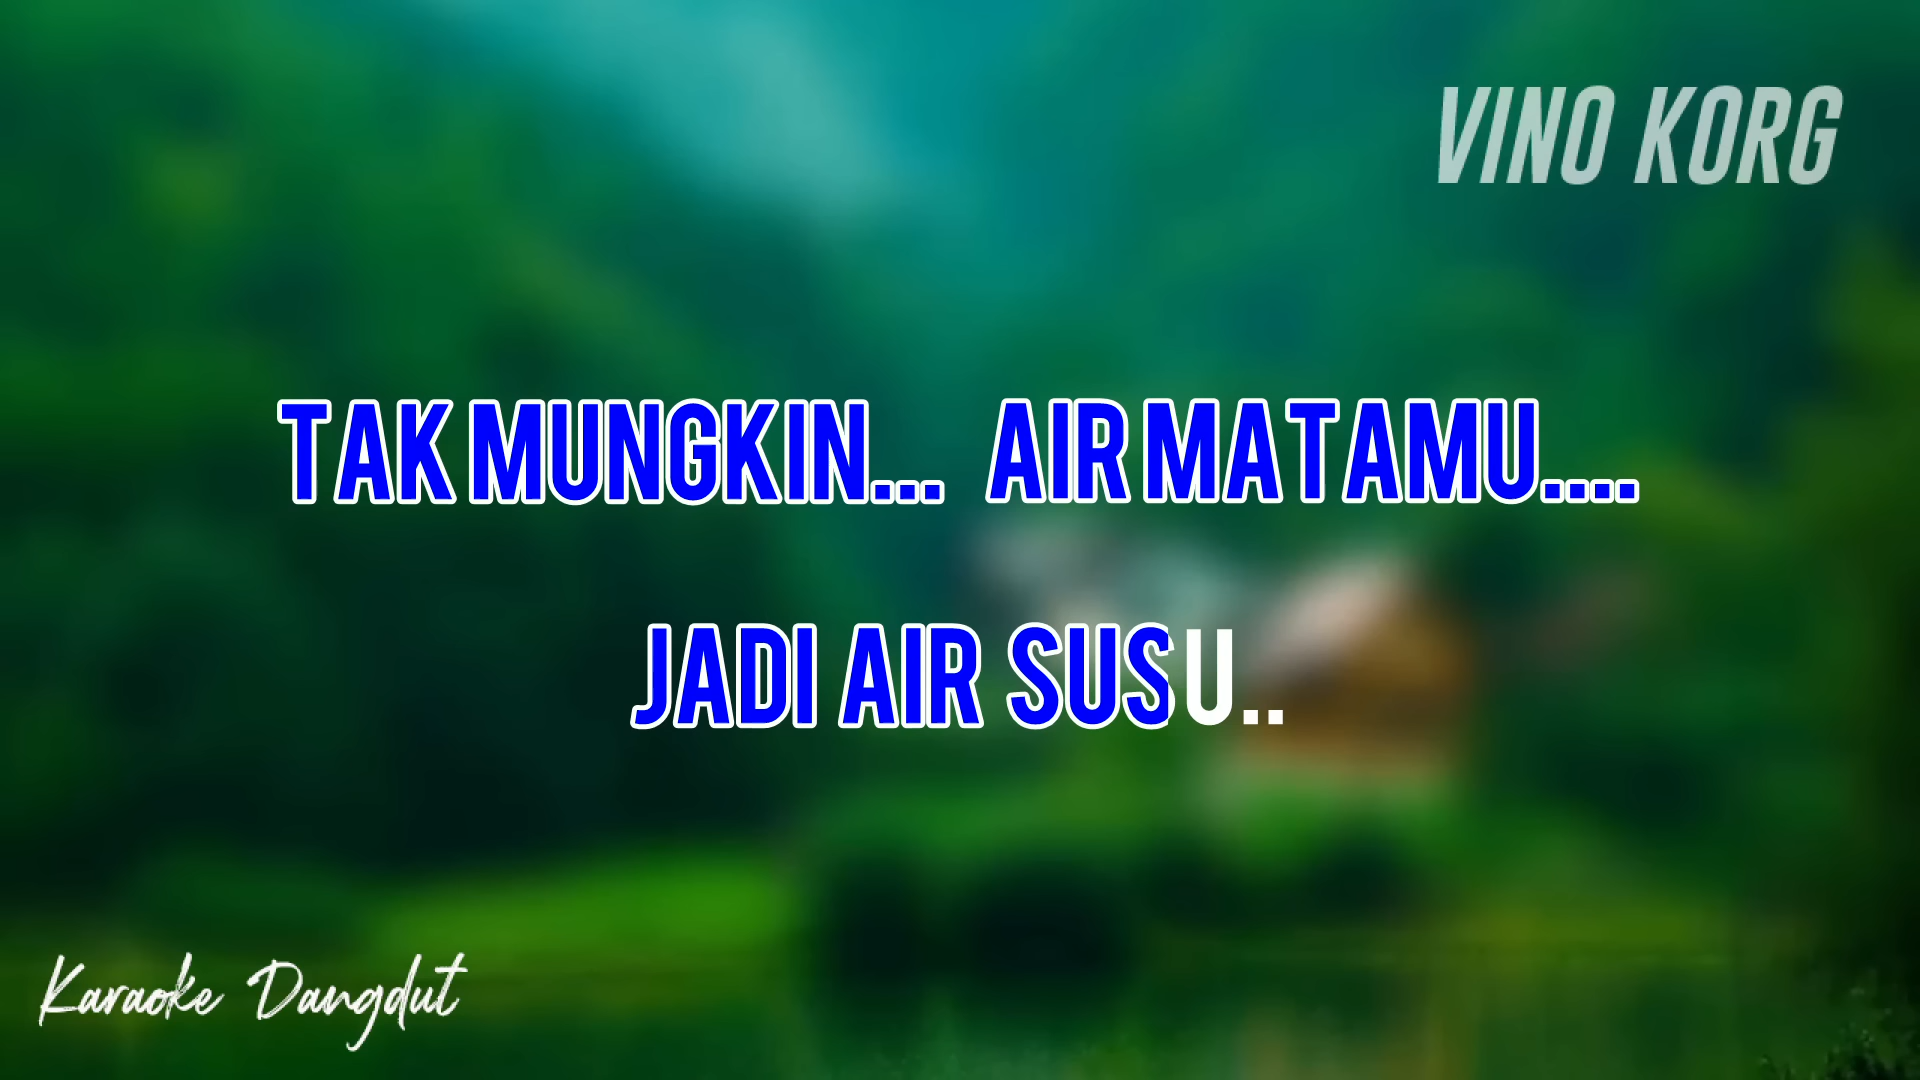 VINO KORG
TAK MUNGKIN... AIR MATAMU....
JADI AIR SUSU..
Karaoke Dangdut